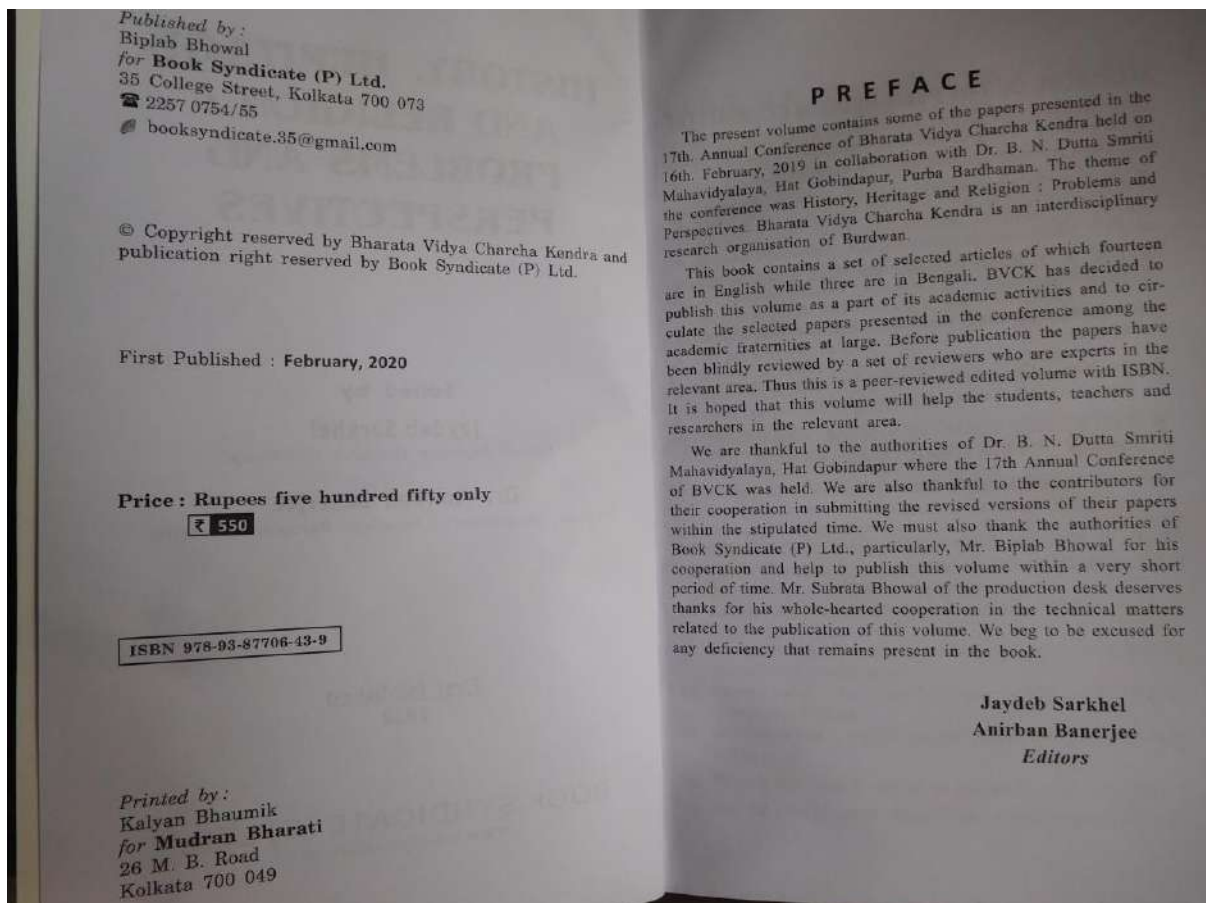 Published by :
Biplab Bhowal
for Book Syndicate (P) Ltd.
35 College Street, Kolkata 700 073
☎ 2257 0754/55
booksyndicate.35@gmail.com
© Copyright reserved by Bharata Vidya Charcha Kendra and
publication right reserved by Book Syndicate (P) Ltd.
First Published : February, 2020
Price : Rupees five hundred fifty only
₹ 550
ISBN 978-93-87706-43-9
Printed by :
Kalyan Bhaumik
for Mudran Bharati
26 M. B. Road
Kolkata 700 049
PREFACE
The present volume contains some of the papers presented in the
17th. Annual Conference of Bharata Vidya Charcha Kendra held on
16th. February, 2019 in collaboration with Dr. B. N. Dutta Smriti
Mahavidyalaya, Hat Gobindapur, Purba Bardhaman. The theme of
the conference was History, Heritage and Religion : Problems and
Perspectives. Bharata Vidya Charcha Kendra is an interdisciplinary
research organisation of Burdwan.
This book contains a set of selected articles of which fourteen
are in English while three are in Bengali. BVCK has decided to
publish this volume as a part of its academic activities and to cir-
culate the selected papers presented in the conference among the
academic fraternities at large. Before publication the papers have
been blindly reviewed by a set of reviewers who are experts in the
relevant area. Thus this is a peer-reviewed edited volume with ISBN.
It is hoped that this volume will help the students, teachers and
researchers in the relevant area.
We are thankful to the authorities of Dr. B. N. Dutta Smriti
Mahavidyalaya, Hat Gobindapur where the 17th Annual Conference
of BVCK was held. We are also thankful to the contributors for
their cooperation in submitting the revised versions of their papers
within the stipulated time. We must also thank the authorities of
Book Syndicate (P) Ltd., particularly, Mr. Biplab Bhowal for his
cooperation and help to publish this volume within a very short
period of time. Mr. Subrata Bhowal of the production desk deserves
thanks for his whole-hearted cooperation in the technical matters
related to the publication of this volume. We beg to be excused for
any deficiency that remains present in the book.
Jaydeb Sarkhel
Anirban Banerjee
Editors